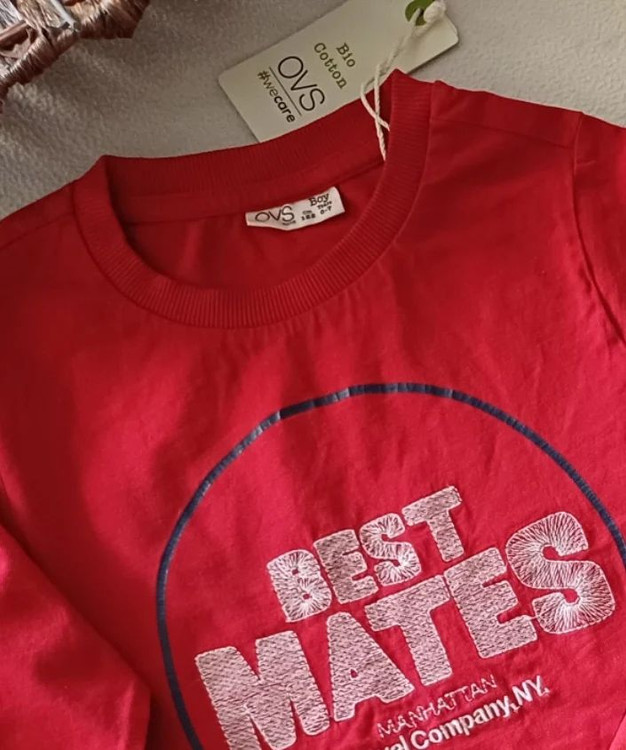 Bio
Cotton
OVS
#wecare
OVS
Boy
BEST
MATES
MANHATTAN
Company,NY.